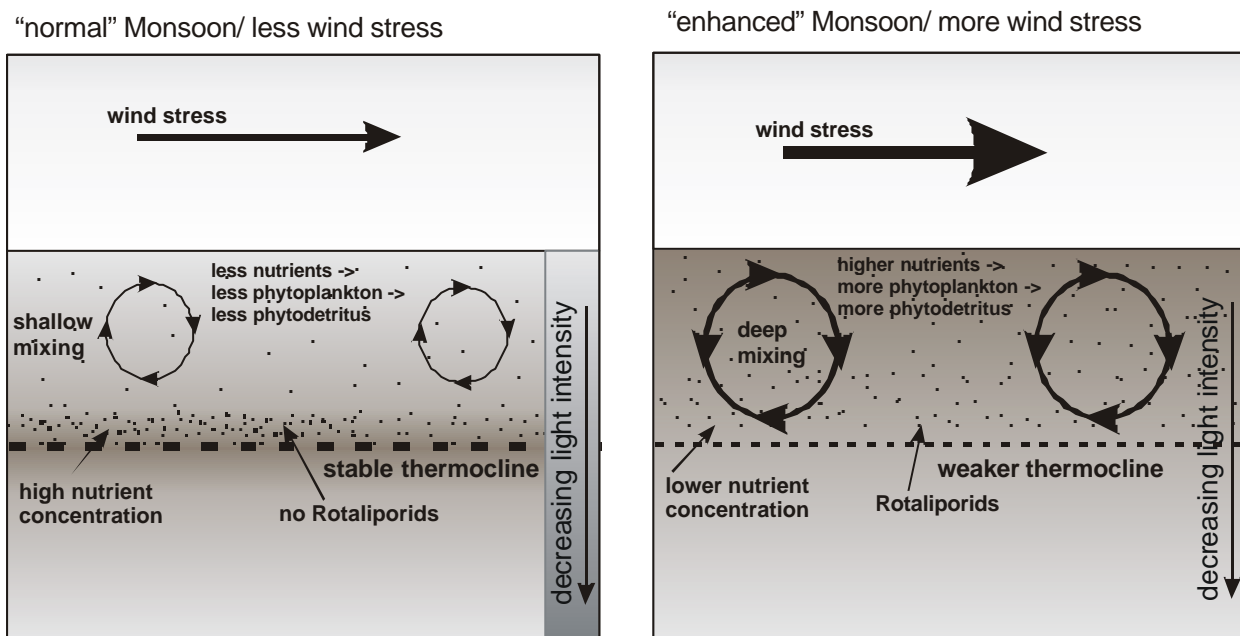 “normal” Monsoon/ less wind stress
wind stress
less nutrients ->
less phytoplankton ->
less phytodetritus
shallow
mixing
stable thermocline
high nutrient
concentration
no Rotaliporids
decreasing light intensity
“enhanced” Monsoon/ more wind stress
wind stress
higher nutrients ->
more phytoplankton ->
more phytodetritus
deep
mixing
weaker thermocline
lower nutrient
concentration
Rotaliporids
decreasing light intensity